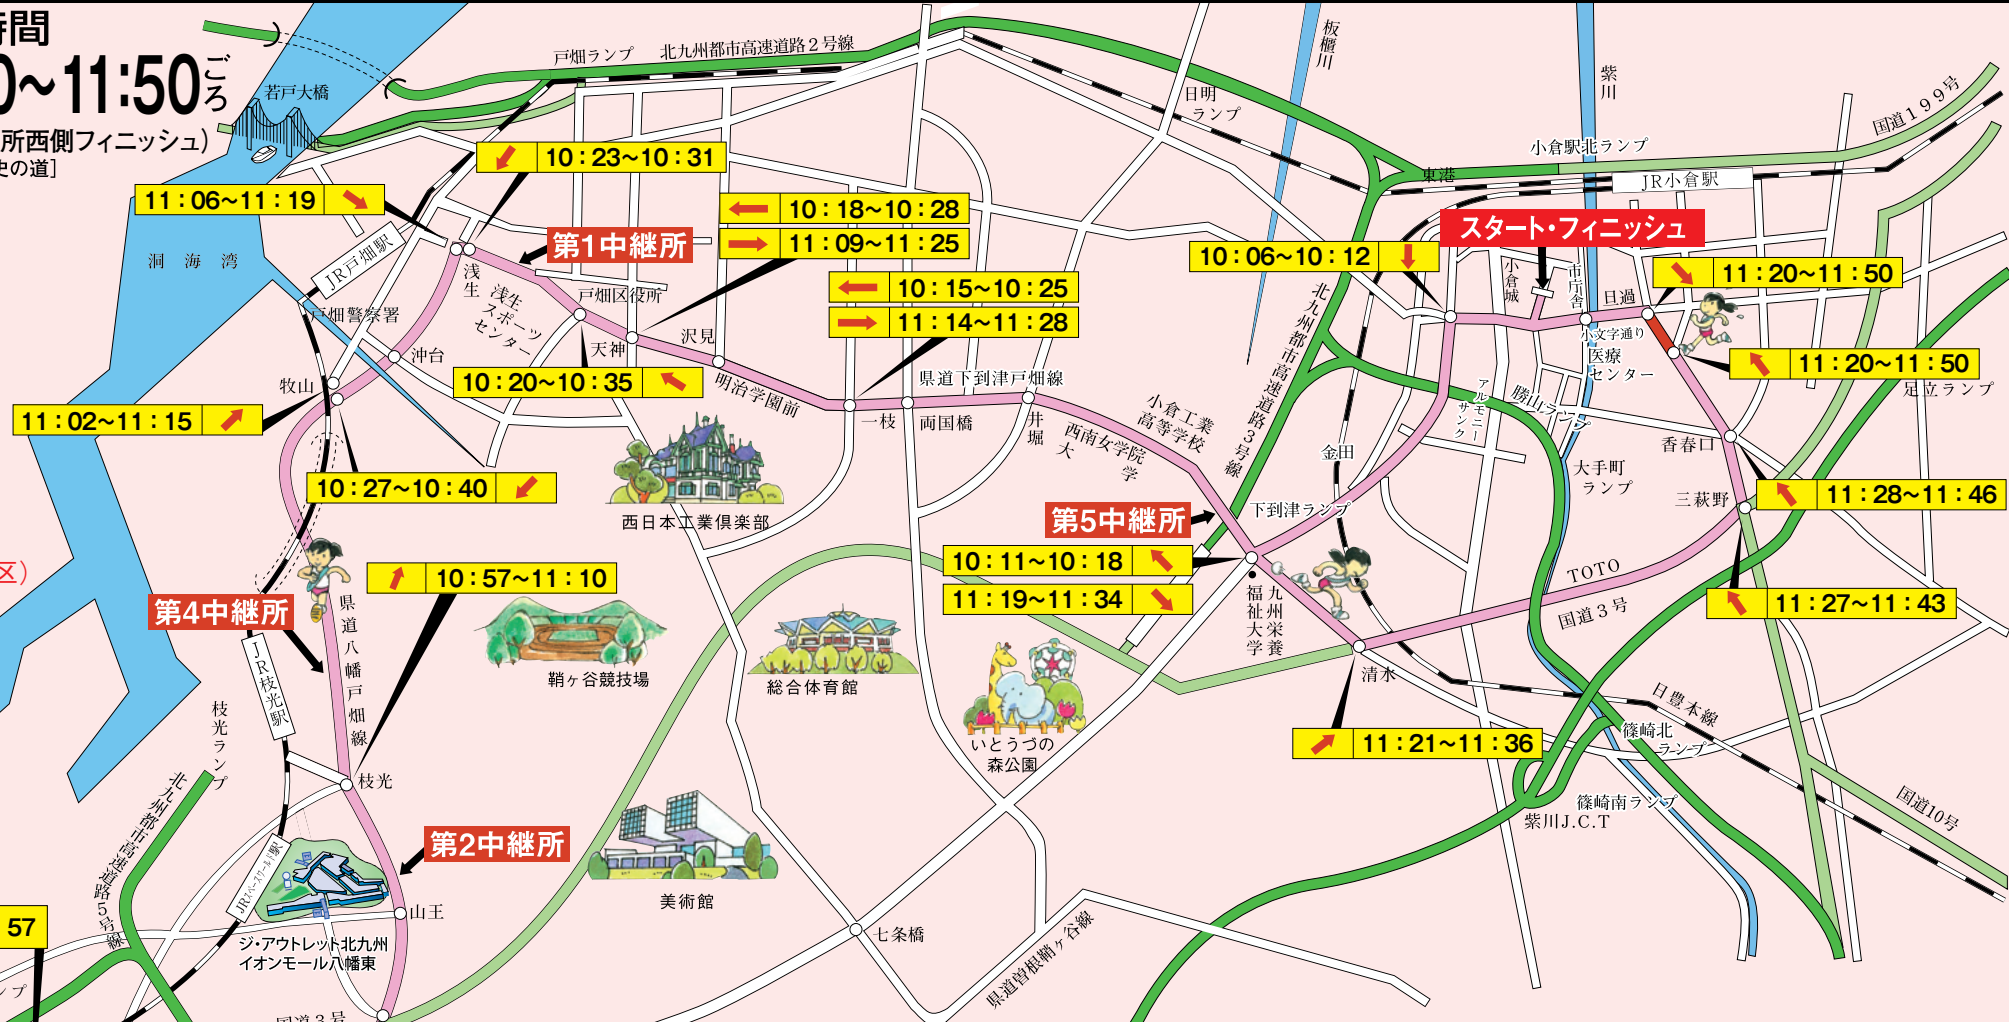 時間
0～11:50ごろ
所西側フィニッシュ)
史の道]
若戸大橋
戸畑ランプ
北九州都市高速道路2号線
板櫃川
紫川
日明
ランプ
国道199号
小倉駅北ランプ
東港
JR小倉駅
10:23～10:31
11:06～11:19
10:18～10:28
11:09～11:25
第1中継所
スタート・フィニッシュ
10:06～10:12
洞海湾
JR戸畑駅
浅生
浅生
スポーツ
センター
戸畑区役所
10:15～10:25
11:14～11:28
小倉城
市庁舎
旦過
11:20～11:50
戸畑警察署
天神
沢見
北九州都市高速道路3号線
小文字通り
医療
センター
11:20～11:50
沖台
牧山
10:20～10:35
明治学園前
県道下到津戸畑線
足立ランプ
11:02～11:15
一枝
両国橋
井堀
小倉工業
高等学校
西南女学院
大学
アルモニー
サンク
勝山ランプ
香春口
金田
大手町
ランプ
10:27～10:40
西日本工業倶楽部
第5中継所
下到津ランプ
三萩野
11:28～11:46
区)
10:11～10:18
11:19～11:34
10:57～11:10
第4中継所
県道八幡戸畑線
九州栄養
福祉大学
TOTO
国道3号
11:27～11:43
JR枝光駅
鞘ヶ谷競技場
総合体育館
いとうづの
森公園
清水
日豊本線
枝光ランプ
11:21～11:36
篠崎北
ランプ
枝光
北九州都市高速道路5号線
篠崎南ランプ
紫川J.C.T
国道10号
第2中継所
JRスペースワールド駅
美術館
57
山王
七条橋
ジ・アウトレット北九州
イオンモール八幡東
県道曽根鞘ヶ谷線
ンプ
国道3号